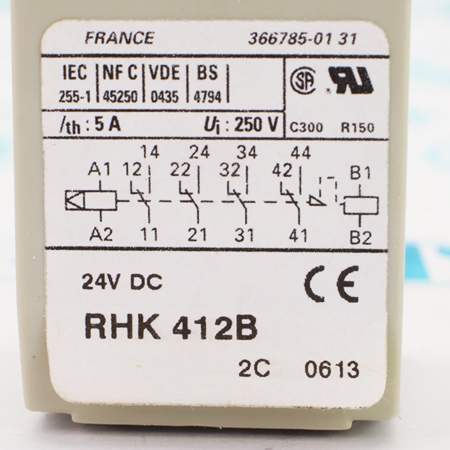 FRANCE 366785-01 31
IEC NF C VDE BS
255-1 45250 0435 4794
Ith : 5 A Ui : 250 V C300 R150
14 24 34 44
A1 12 22 32 42 B1
A2 11 21 31 41 B2
24V DC CE
RHK 412B
2C 0613